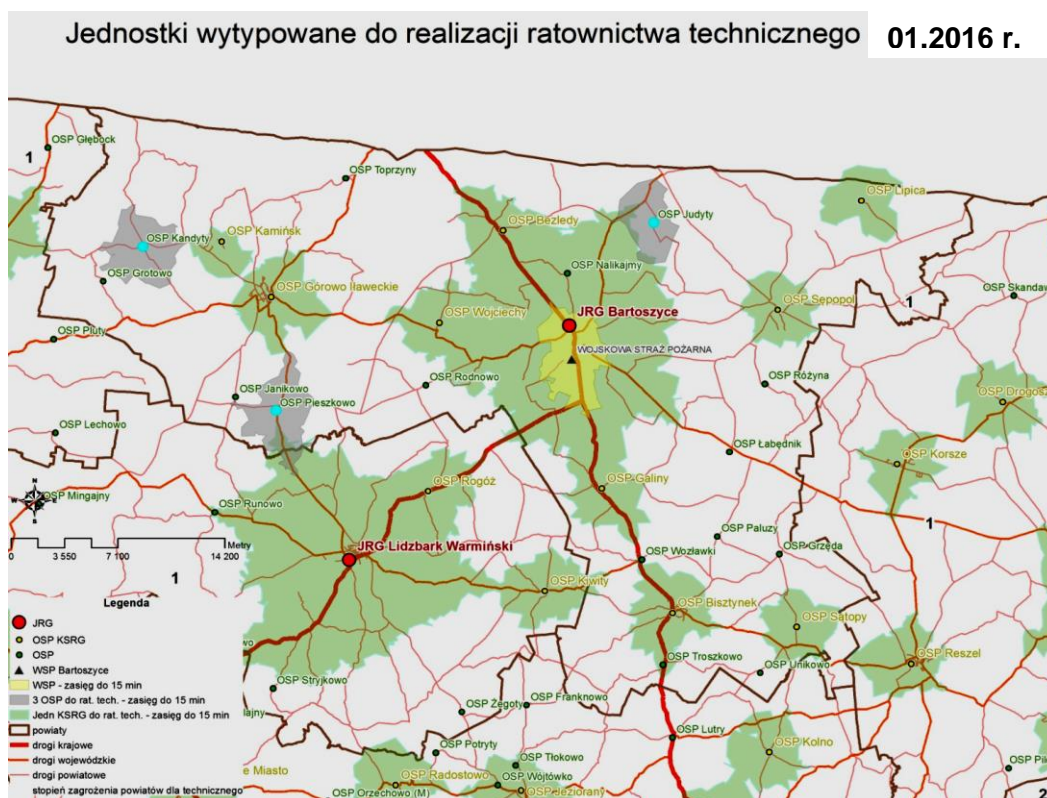 Jednostki wytypowane do realizacji ratownictwa technicznego 01.2016 r.
OSP Głębock
1
OSP Toprzyny
OSP Lipica
OSP Judyty
OSP Bezledy
OSP Kandyty
OSP Kamińsk
OSP Grotowo
OSP Nalikajmy
OSP Górowo Iławeckie
OSP Sępopol
1
OSP Skandaw
OSP Wojciechy
JRG Bartoszyce
OSP Pluty
WOJSKOWA STRAŻ POŻARNA
OSP Janikowo
OSP Rodnowo
OSP Różyna
OSP Pieszkowo
OSP Drogosz
OSP Lechowo
OSP Łabędnik
OSP Korsze
OSP Rogóż
OSP Galiny
N
W E
S
OSP Mingajny
OSP Runowo
1
OSP Paluzy
JRG Lidzbark Warmiński
Metry
0 3 550 7 100 14 200
OSP Wozławki
OSP Grzęda
1
OSP Kiwity
Legenda
OSP Bisztynek
OSP Sątopy
JRG
OSP KSRG
OSP
WSP Bartoszyce
WSP - zasięg do 15 min
3 OSP do rat. tech. - zasięg do 15 min
Jedn KSRG do rat. tech. - zasięg do 15 min
powiaty
drogi krajowe
drogi wojewódzkie
drogi powiatowe
stopień zagrożenia powiatów dla technicznego
OSP Troszkowo
OSP Unikowo
OSP Reszel
OSP Stryjkowo
OSP Żegoty
OSP Franknowo
ajny
OSP Lutry
OSP Kolno
OSP Potryty
OSP Tłokowo
e Miasto
OSP Radostowo
OSP Wójtówko
OSP Orzechowo (M)
OSP Jeziorany
2